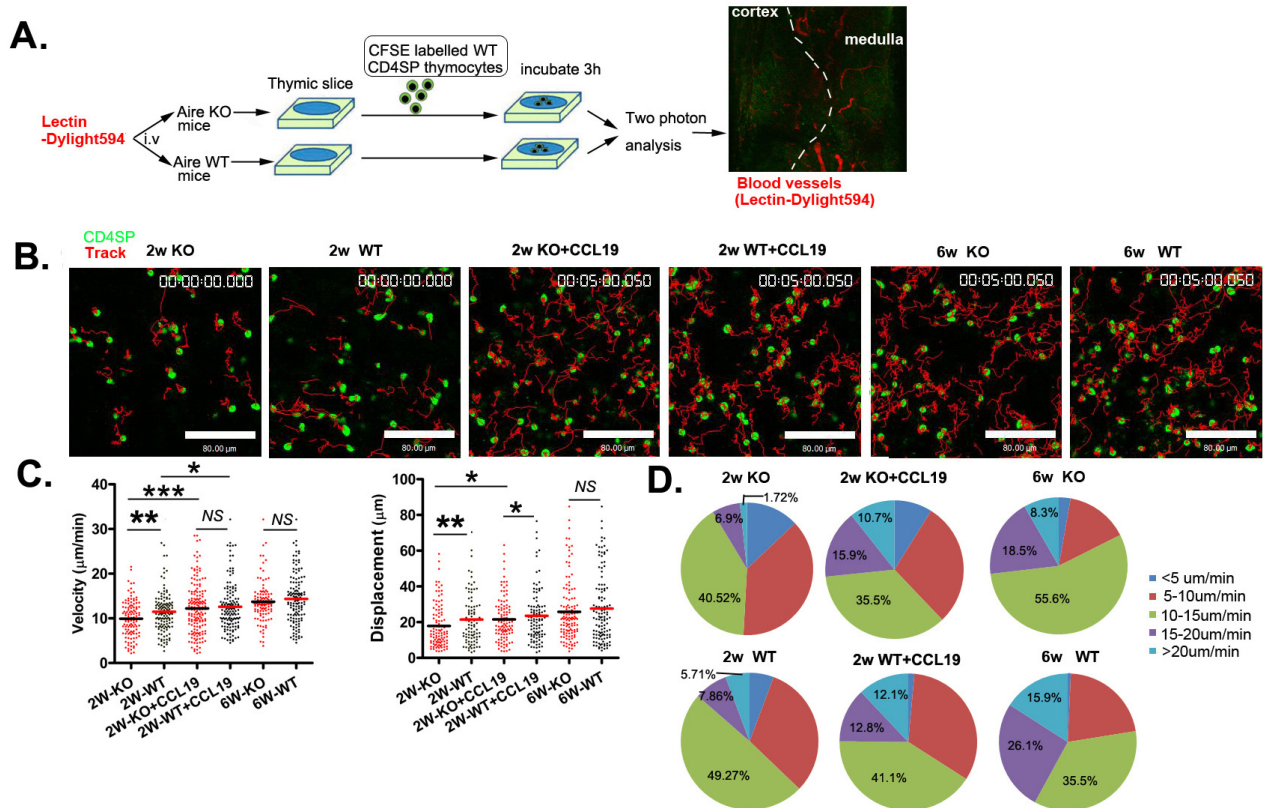 A.
Lectin
-Dylight594
i.v
Aire KO
mice
Aire WT
mice
Thymic slice
CFSE labelled WT
CD4SP thymocytes
incubate 3h
Two photon
analysis
cortex
medulla
Blood vessels
(Lectin-Dylight594)
B.
CD4SP
Track
2w KO
2w WT
2w KO+CCL19
2w WT+CCL19
6w KO
6w WT
00:00:00.000
00:00:00.000
00:05:00.050
00:05:00.050
00:05:00.050
00:05:00.050
80.00 µm
80.00 µm
80.00 µm
80.00 µm
80.00 µm
80.00 µm
C.
Velocity (µm/min)
40
30
20
10
0
*
***
**
NS
NS
2W-KO
2W-WT
2W-KO+CCL19
2W-WT+CCL19
6W-KO
6W-WT
Displacement (µm)
100
80
60
40
20
0
*
**
*
NS
2W-KO
2W-WT
2W-KO+CCL19
2W-WT+CCL19
6W-KO
6W-WT
D.
2w KO
1.72%
6.9%
40.52%
2w KO+CCL19
10.7%
15.9%
35.5%
6w KO
8.3%
18.5%
55.6%
2w WT
5.71%
7.86%
49.27%
2w WT+CCL19
12.1%
12.8%
41.1%
6w WT
15.9%
26.1%
35.5%
<5 um/min
5-10um/min
10-15um/min
15-20um/min
>20um/min